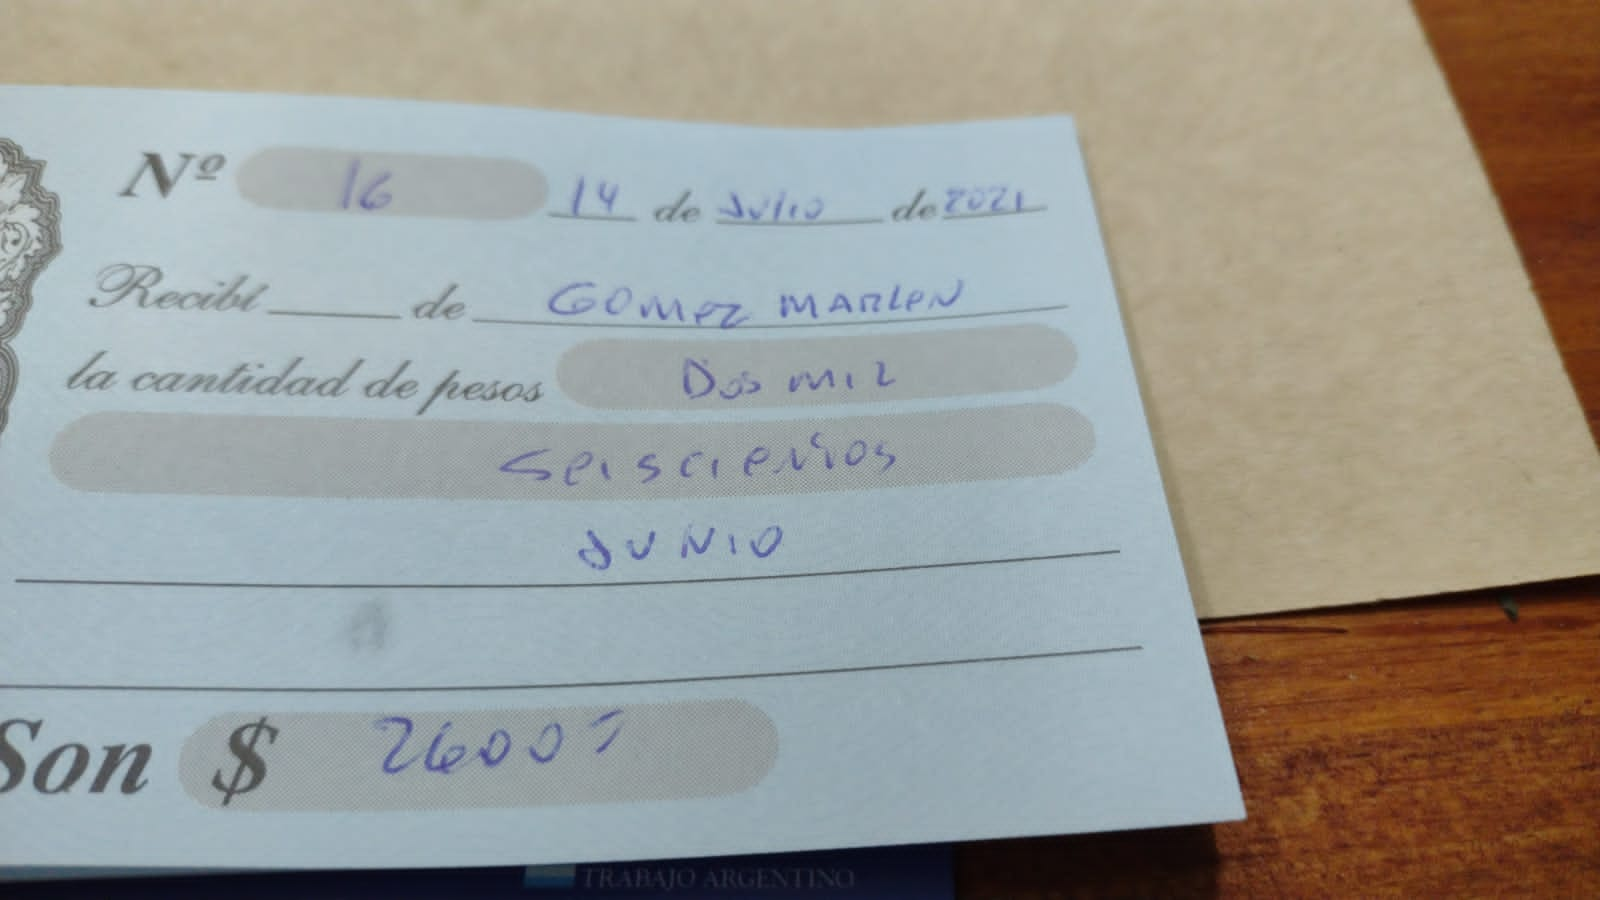 Nº 16 14 de Julio de 2021
Recibí de GOMEZ MARLEN
la cantidad de pesos Dos mil
Seiscientos
JUNIO
Son $ 2600=
TRABAJO ARGENTINO